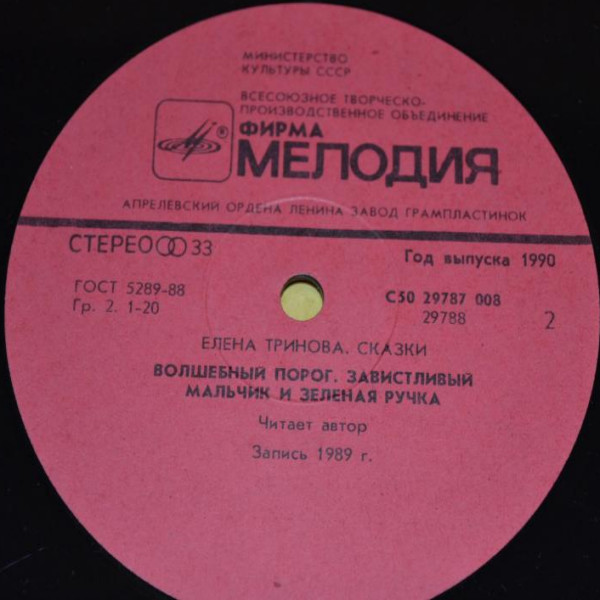 МИНИСТЕРСТВО
КУЛЬТУРЫ СССР
ВСЕСОЮЗНОЕ ТВОРЧЕСКО-
ПРОИЗВОДСТВЕННОЕ ОБЪЕДИНЕНИЕ
®
ФИРМА
МЕЛОДИЯ
АПРЕЛЕВСКИЙ ОРДЕНА ЛЕНИНА ЗАВОД ГРАМПЛАСТИНОК
СТЕРЕО 33
Год выпуска 1990
ГОСТ 5289-88
Гр. 2. 1-20
С50 29787 008
29788
2
ЕЛЕНА ТРИНОВА. СКАЗКИ
ВОЛШЕБНЫЙ ПОРОГ. ЗАВИСТЛИВЫЙ
МАЛЬЧИК И ЗЕЛЕНАЯ РУЧКА
Читает автор
Запись 1989 г.